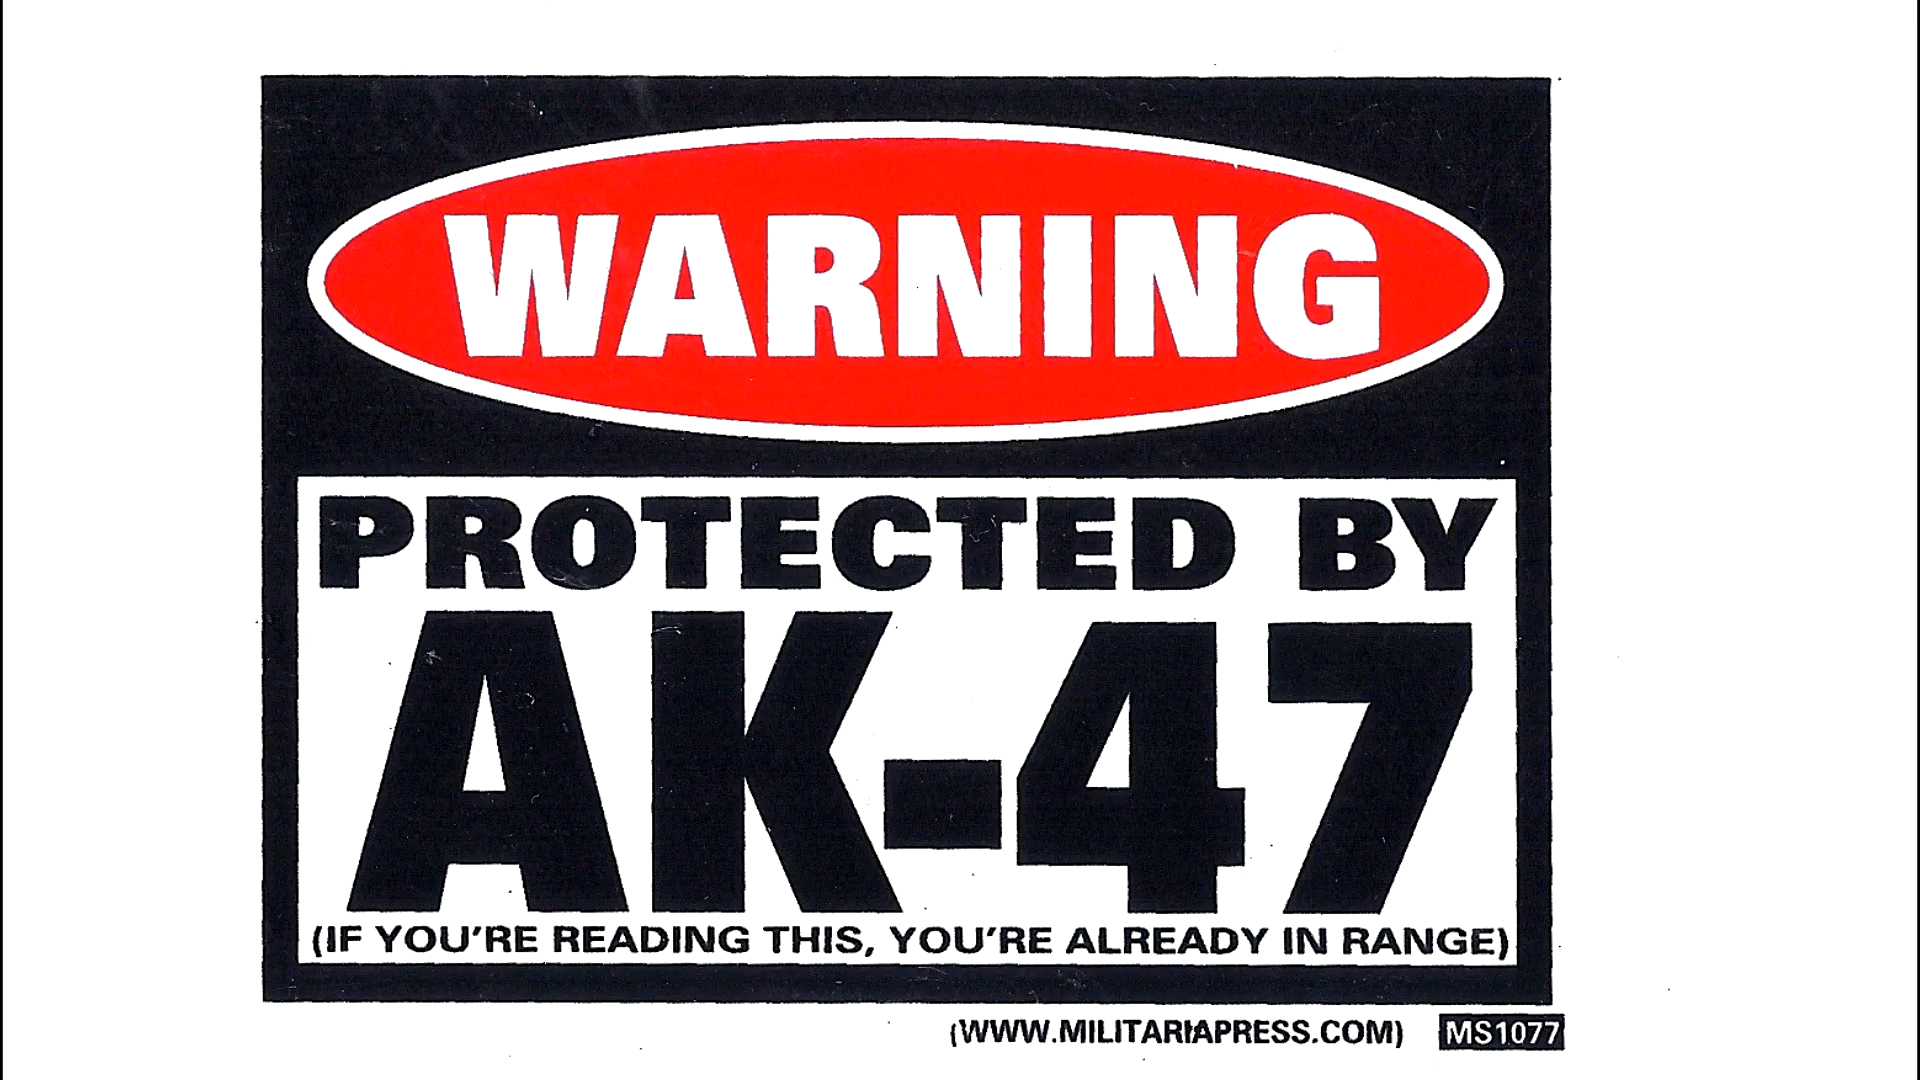 WARNING
PROTECTED BY
AK-47
(IF YOU'RE READING THIS, YOU'RE ALREADY IN RANGE)
(WWW.MILITARIAPRESS.COM) MS1077